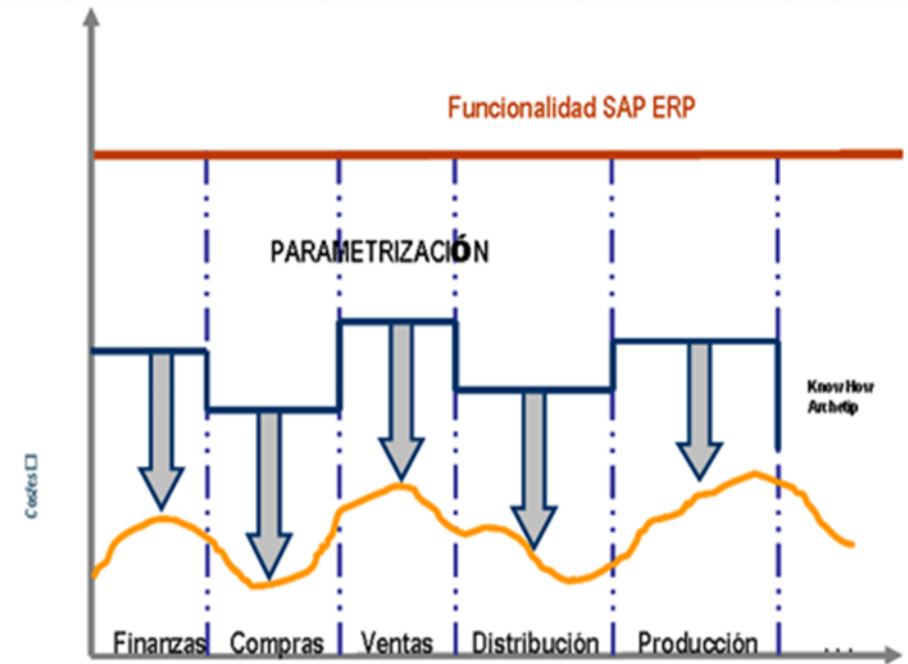 Funcionalidad SAP ERP
PARAMETRIZACIÓN
Know How
Archetip
Costes
Finanzas
Compras
Ventas
Distribución
Producción
...